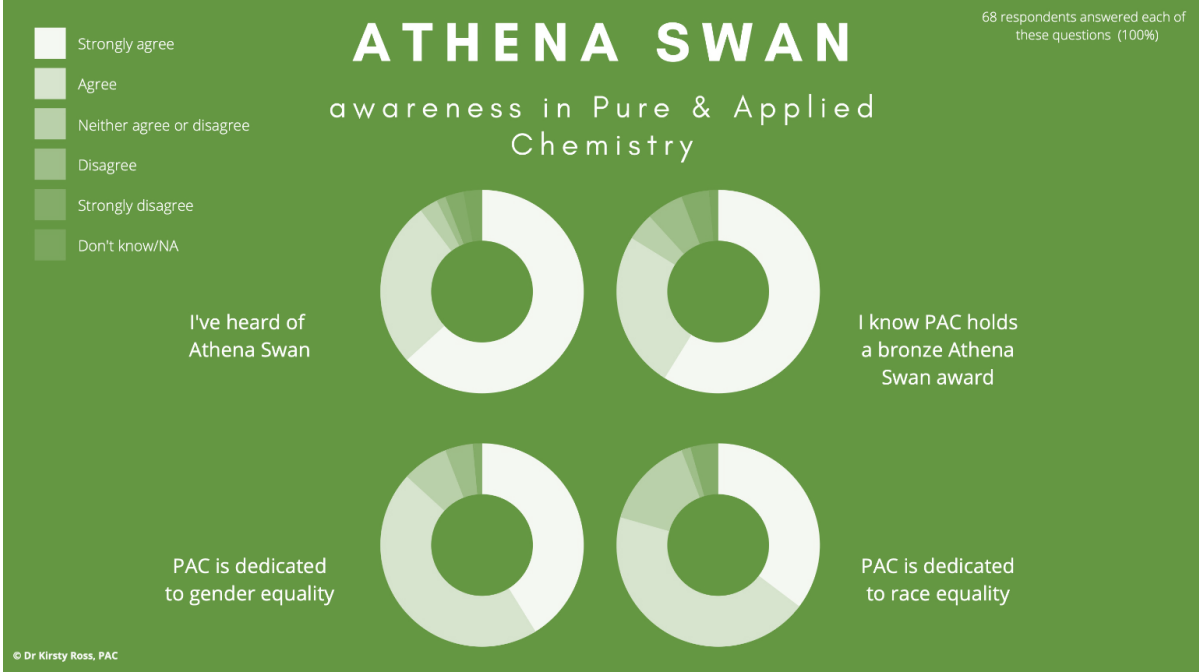 Strongly agree
Agree
Neither agree or disagree
Disagree
Strongly disagree
Don't know/NA
ATHENA SWAN
awareness in Pure & Applied
Chemistry
68 respondents answered each of
these questions (100%)
I've heard of
Athena Swan
I know PAC holds
a bronze Athena
Swan award
PAC is dedicated
to gender equality
PAC is dedicated
to race equality
© Dr Kirsty Ross, PAC